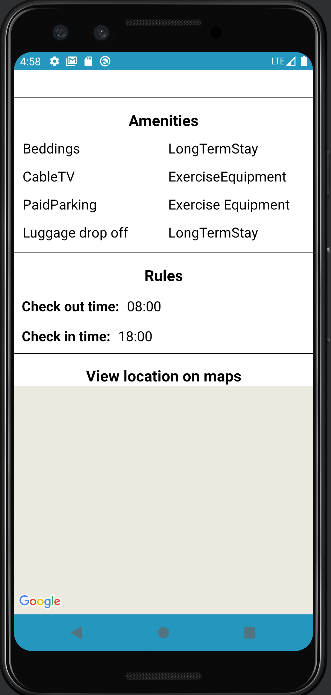 4:58 LTE
Amenities
Beddings LongTermStay
CableTV ExerciseEquipment
PaidParking Exercise Equipment
Luggage drop off LongTermStay
Rules
Check out time: 08:00
Check in time: 18:00
View location on maps
Google